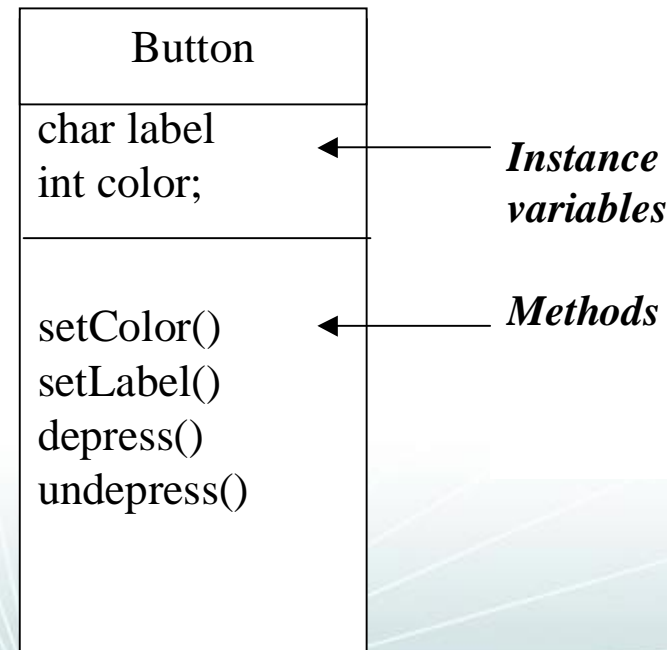 Button
char label
int color;
Instance
variables
setColor()
Methods
setLabel()
depress()
undepress()